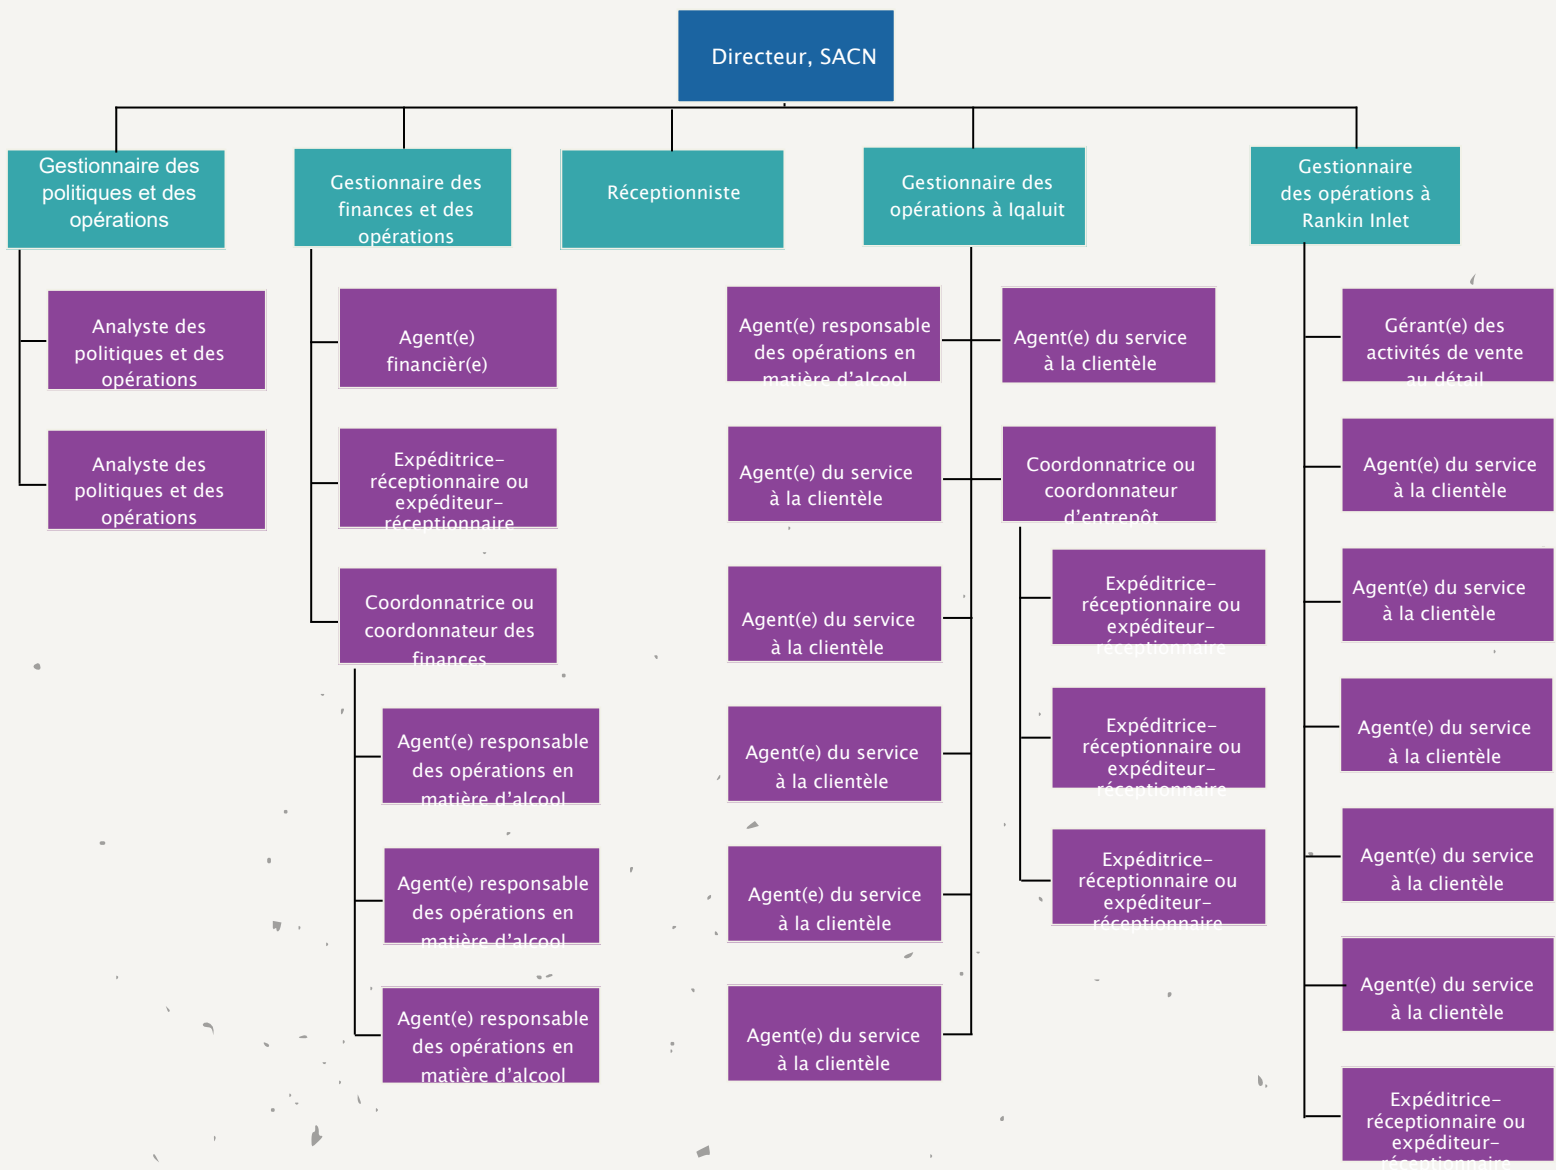 Directeur, SACN
Gestionnaire des
politiques et des
opérations
Analyste des
politiques et des
opérations
Analyste des
politiques et des
opérations
Gestionnaire des
finances et des
opérations
Agent(e)
financièr(e)
Expéditrice-
réceptionnaire ou
expéditeur-
réceptionnaire
Coordonnatrice ou
coordonnateur des
finances
Agent(e) responsable
des opérations en
matière d'alcool
Agent(e) responsable
des opérations en
matière d'alcool
Agent(e) responsable
des opérations en
matière d'alcool
Réceptionniste
Gestionnaire des
opérations à Iqaluit
Agent(e) responsable
des opérations en
matière d'alcool
Agent(e) du service
à la clientèle
Agent(e) du service
à la clientèle
Agent(e) du service
à la clientèle
Agent(e) du service
à la clientèle
Agent(e) du service
à la clientèle
Agent(e) du service
à la clientèle
Coordonnatrice ou
coordonnateur
d'entrepôt
Expéditrice-
réceptionnaire ou
expéditeur-
réceptionnaire
Expéditrice-
réceptionnaire ou
expéditeur-
réceptionnaire
Expéditrice-
réceptionnaire ou
expéditeur-
réceptionnaire
Gestionnaire
des opérations à
Rankin Inlet
Gérant(e) des
activités de vente
au détail
Agent(e) du service
à la clientèle
Agent(e) du service
à la clientèle
Agent(e) du service
à la clientèle
Agent(e) du service
à la clientèle
Agent(e) du service
à la clientèle
Expéditrice-
réceptionnaire ou
expéditeur-
réceptionnaire